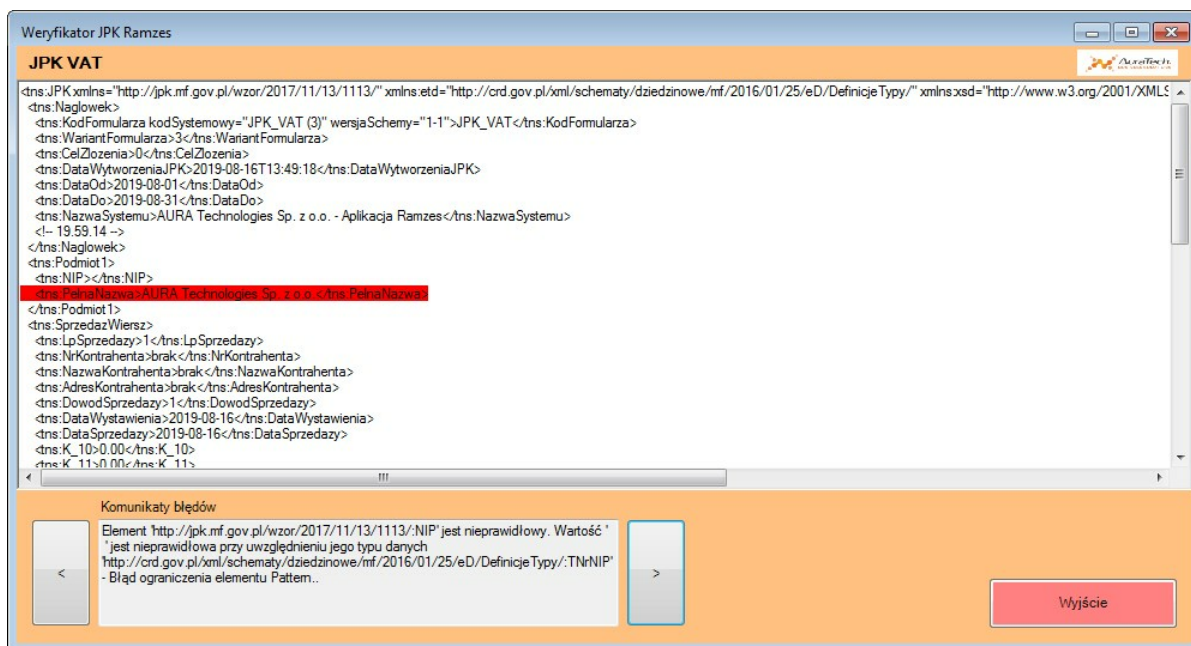 Weryfikator JPK Ramzes
JPK VAT
AuraTech
<tns:JPK xmlns="http://jpk.mf.gov.pl/wzor/2017/11/13/1113/" xmlns:etd="http://crd.gov.pl/xml/schematy/dziedzinowe/mf/2016/01/25/eD/DefinicjeTypy/" xmlns:xsd="http://www.w3.org/2001/XMLS
<tns:Naglowek>
<tns:KodFormularza kodSystemowy="JPK_VAT (3)" wersjaSchemy="1-1">JPK_VAT</tns:KodFormularza>
<tns:WariantFormularza>3</tns:WariantFormularza>
<tns:CelZlozenia>0</tns:CelZlozenia>
<tns:DataWytworzeniaJPK>2019-08-16T13:49:18</tns:DataWytworzeniaJPK>
<tns:DataOd>2019-08-01</tns:DataOd>
<tns:DataDo>2019-08-31</tns:DataDo>
<tns:NazwaSystemu>AURA Technologies Sp. z o.o. - Aplikacja Ramzes</tns:NazwaSystemu>
<!-- 19.59.14 -->
</tns:Naglowek>
<tns:Podmiot1>
<tns:NIP></tns:NIP>
<tns:PelnaNazwa>AURA Technologies Sp. z o.o.</tns:PelnaNazwa>
</tns:Podmiot1>
<tns:SprzedazWiersz>
<tns:LpSprzedazy>1</tns:LpSprzedazy>
<tns:NrKontrahenta>brak</tns:NrKontrahenta>
<tns:NazwaKontrahenta>brak</tns:NazwaKontrahenta>
<tns:AdresKontrahenta>brak</tns:AdresKontrahenta>
<tns:DowodSprzedazy>1</tns:DowodSprzedazy>
<tns:DataWystawienia>2019-08-16</tns:DataWystawienia>
<tns:DataSprzedazy>2019-08-16</tns:DataSprzedazy>
<tns:K_10>0.00</tns:K_10>
<tns:K_11>0.00</tns:K_11>
Komunikaty błędów
Element 'http://jpk.mf.gov.pl/wzor/2017/11/13/1113/:NIP' jest nieprawidłowy. Wartość '
' jest nieprawidłowa przy uwzględnieniu jego typu danych
'http://crd.gov.pl/xml/schematy/dziedzinowe/mf/2016/01/25/eD/DefinicjeTypy/:TNrNIP'
- Błąd ograniczenia elementu Pattern..
<
>
Wyjście